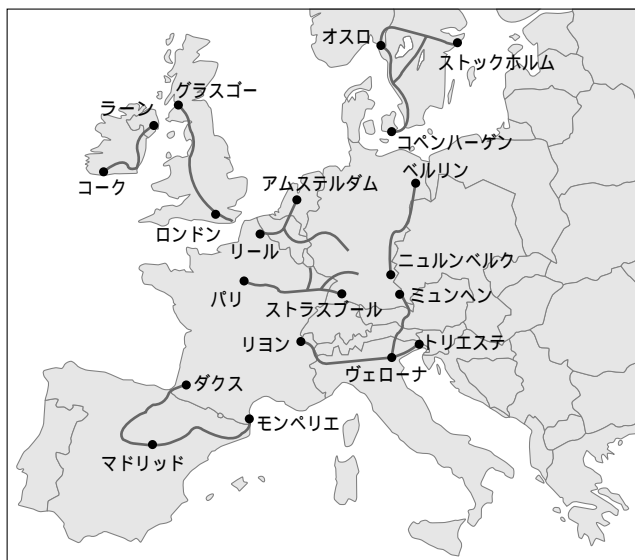 オスロ
ストックホルム
グラスゴー
ラーン
コペンハーゲン
ベルリン
コーク
アムステルダム
ロンドン
リール
ニュルンベルク
パリ
ミュンヘン
ストラスブール
リヨン
トリエステ
ヴェローナ
ダクス
モンペリエ
マドリッド